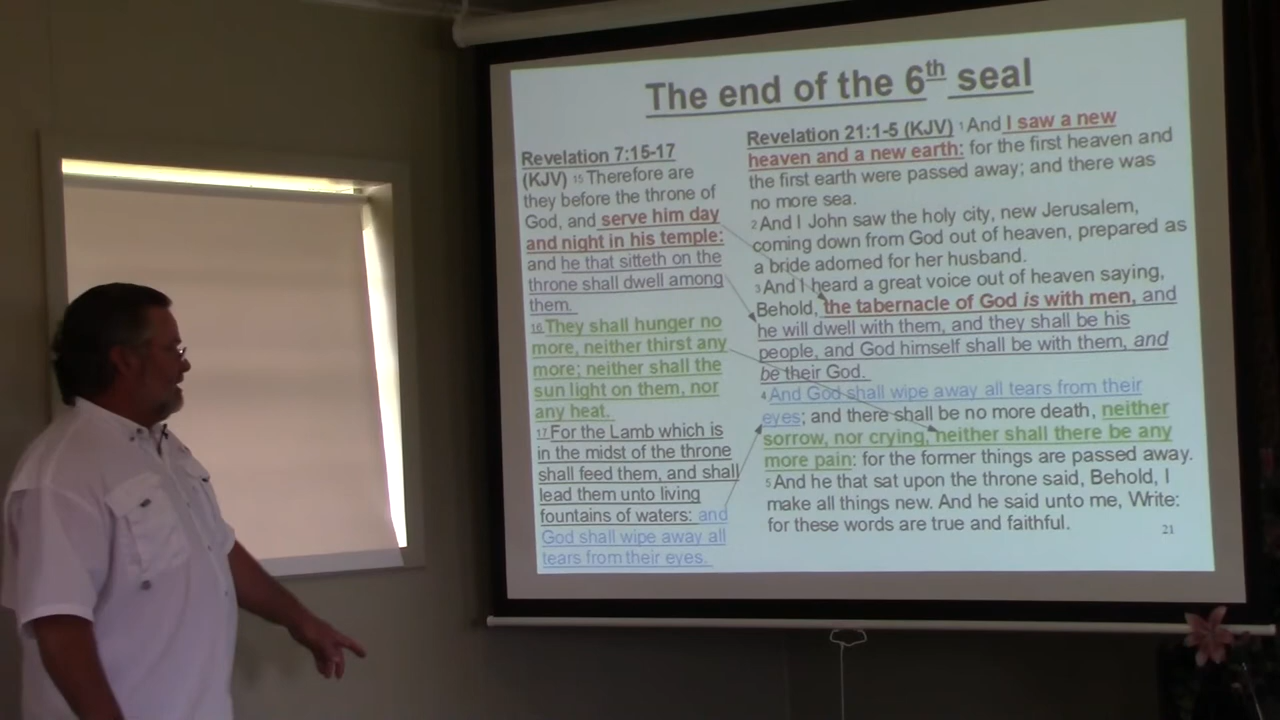 The end of the 6th seal
Revelation 7:15-17
(KJV) 15 Therefore are
they before the throne of
God, and serve him day
and night in his temple:
and he that sitteth on the
throne shall dwell among
them.
16 They shall hunger no
more, neither thirst any
more; neither shall the
sun light on them, nor
any heat.
17 For the Lamb which is
in the midst of the throne
shall feed them, and shall
lead them unto living
fountains of waters: and
God shall wipe away all
tears from their eyes.
Revelation 21:1-5 (KJV) 1 And I saw a new
heaven and a new earth: for the first heaven and
the first earth were passed away; and there was
no more sea.
2 And I John saw the holy city, new Jerusalem,
coming down from God out of heaven, prepared as
a bride adorned for her husband.
3 And I heard a great voice out of heaven saying,
Behold, the tabernacle of God is with men, and
he will dwell with them, and they shall be his
people, and God himself shall be with them, and
be their God.
4 And God shall wipe away all tears from their
eyes; and there shall be no more death, neither
sorrow, nor crying, neither shall there be any
more pain: for the former things are passed away.
5 And he that sat upon the throne said, Behold, I
make all things new. And he said unto me, Write:
for these words are true and faithful.
21